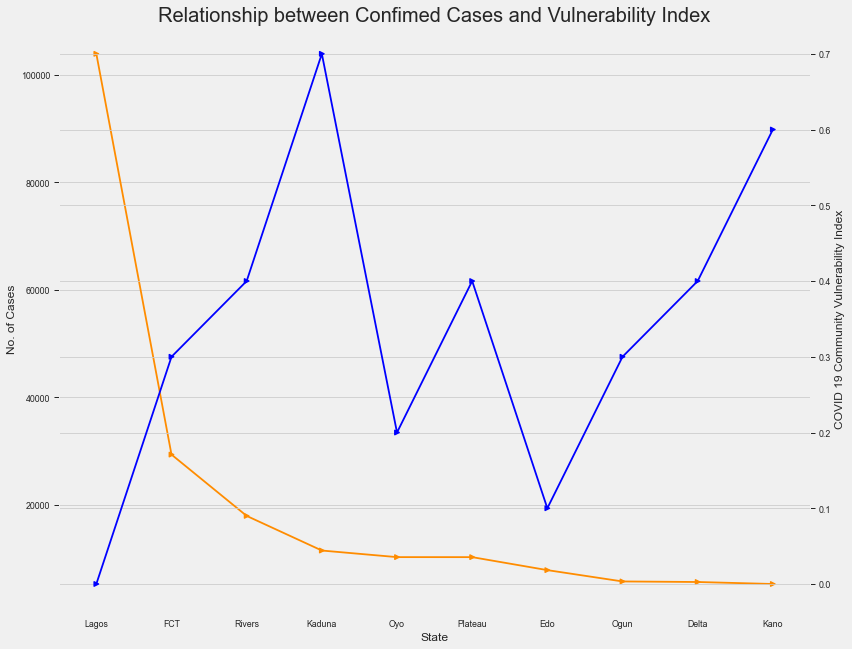 Relationship between Confimed Cases and Vulnerability Index
100000
80000
60000
40000
20000
No. of Cases
0.7
0.6
0.5
0.4
0.3
0.2
0.1
0.0
COVID 19 Community Vulnerability Index
Lagos FCT Rivers Kaduna Oyo Plateau Edo Ogun Delta Kano
State